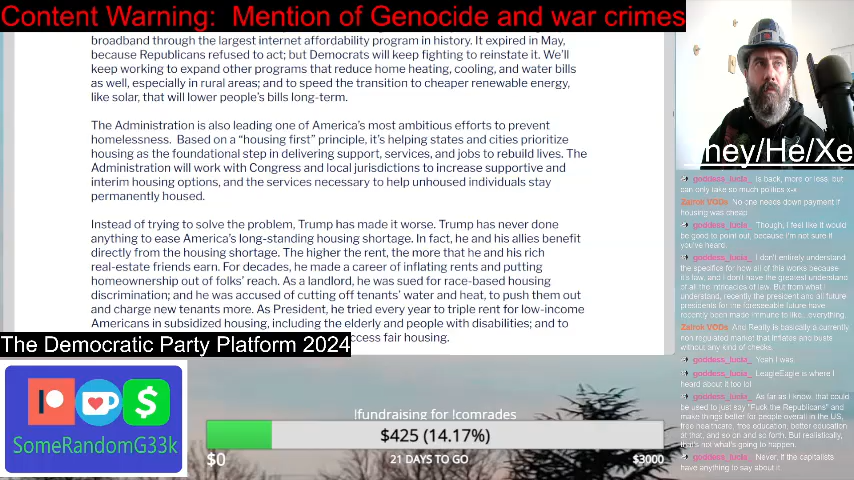 Content Warning: Mention of Genocide and war crimes
broadband through the largest internet affordability program in history. It expired in May,
because Republicans refused to act; but Democrats will keep fighting to reinstate it. We'll
keep working to expand other programs that reduce home heating, cooling, and water bills
as well, especially in rural areas; and to speed the transition to cheaper renewable energy,
like solar, that will lower people's bills long-term.
The Administration is also leading one of America's most ambitious efforts to prevent
homelessness. Based on a "housing first" principle, it's helping states and cities prioritize
housing as the foundational step in delivering support, services, and jobs to rebuild lives. The
Administration will work with Congress and local jurisdictions to increase supportive and
interim housing options, and the services necessary to help unhoused individuals stay
permanently housed.
Instead of trying to solve the problem, Trump has made it worse. Trump has never done
anything to ease America's long-standing housing shortage. In fact, he and his allies benefit
directly from the housing shortage. The higher the rent, the more that he and his rich
real-estate friends earn. For decades, he made a career of inflating rents and putting
homeownership out of folks' reach. As a landlord, he was sued for race-based housing
discrimination; and he was accused of cutting off tenants' water and heat, to push them out
and charge new tenants more. As President, he tried every year to triple rent for low-income
Americans in subsidized housing, including the elderly and people with disabilities; and to
access fair housing.
The Democratic Party Platform 2024
SomeRandomG33k
!fundraising for !comrades
$425 (14.17%)
$0
21 DAYS TO GO
$3000
They/He/Xe
goddess_lucia_ Is back, more or less, but
can only take so much politics x.x
Zairok VODs No one needs down payment if
housing was cheap
goddess_lucia_ Though, I feel like it would
be good to point out, because I'm not sure if
you've heard.
goddess_lucia_ I don't entirely understand
the specifics for how all of this works because
it's law, and I don't have the greatest understand
of all the intricacies of law. But from what I
understand, recently the president and all future
presidents for the foreseeable future have
recently been made immune to like...everything.
Zairok VODs And Realty is basically a currently
non regulated market that inflates and busts
without any kind of checks
goddess_lucia_ Yeah I was.
goddess_lucia_ LeagleEagle is where I
heard about it too lol
goddess_lucia_ As far as I know, that could
be used to just say "Fuck the Republicans" and
make things better for people overall in the US,
free healthcare, free education, better education
at that, and so on and so forth. But realistically,
that's not what's going to happen.
goddess_lucia_ Never, if the capitalists
have anything to say about it.